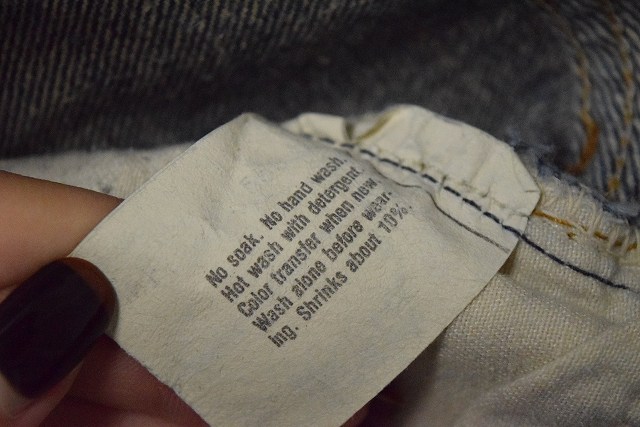 No soak. No hand wash.
Hot wash with detergent.
Color transfer when new.
Wash alone before wear-
ing. Shrinks about 10%.